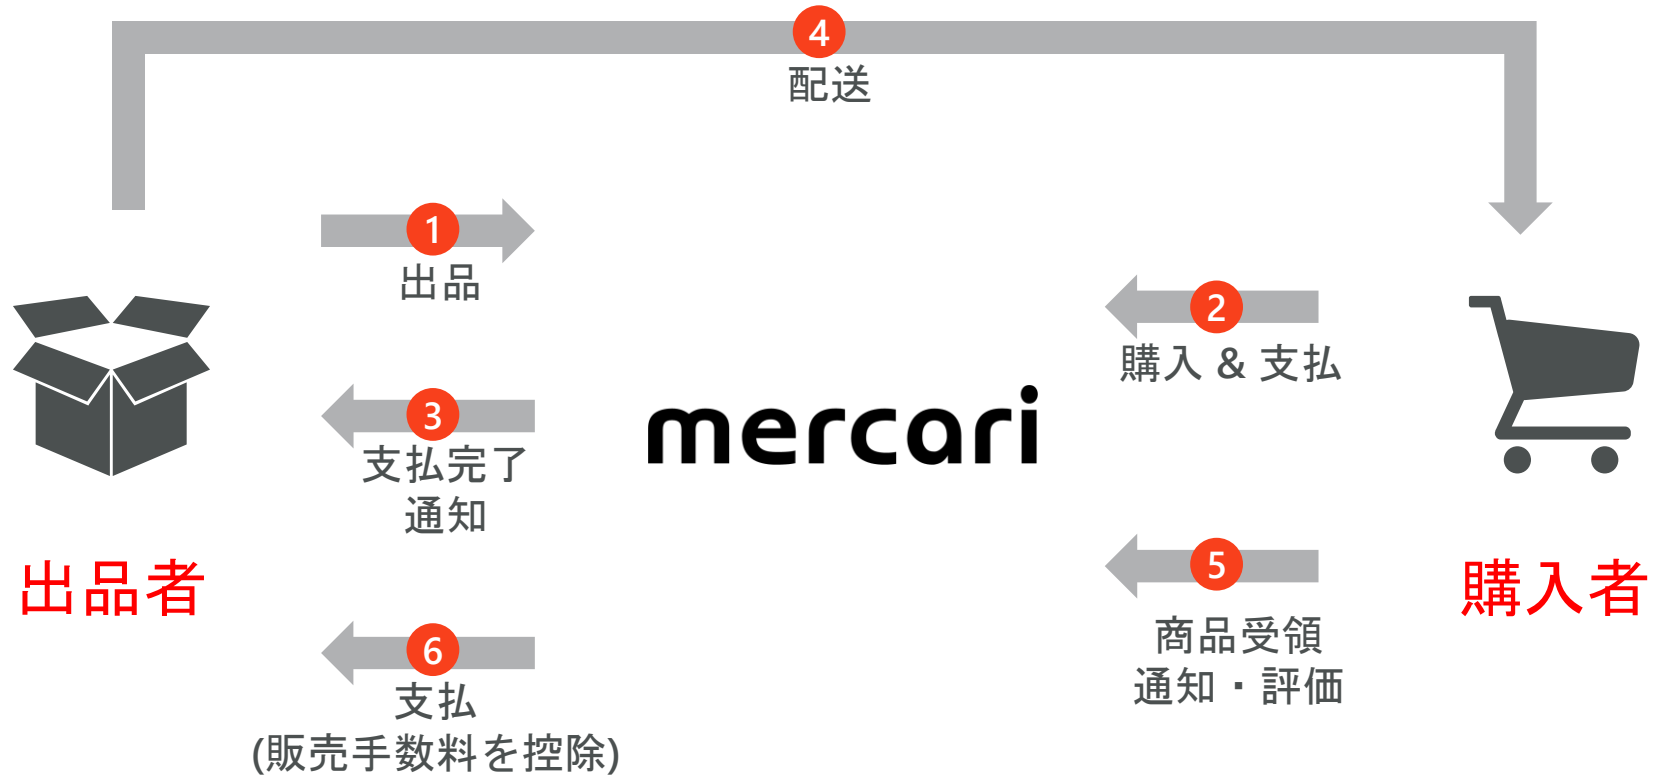 4
配送
1
出品
2
購入 & 支払
3
支払完了
通知
mercari
出品者
購入者
5
商品受領
通知・評価
6
支払
(販売手数料を控除)